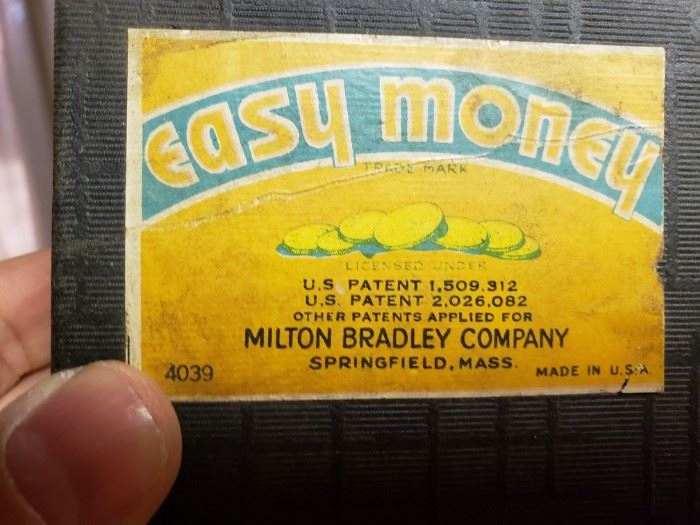 easy money
TRADE MARK
LICENSED UNDER
U.S. PATENT 1,509,312
U.S. PATENT 2,026,082
OTHER PATENTS APPLIED FOR
MILTON BRADLEY COMPANY
SPRINGFIELD, MASS.
4039 MADE IN U.S.A.